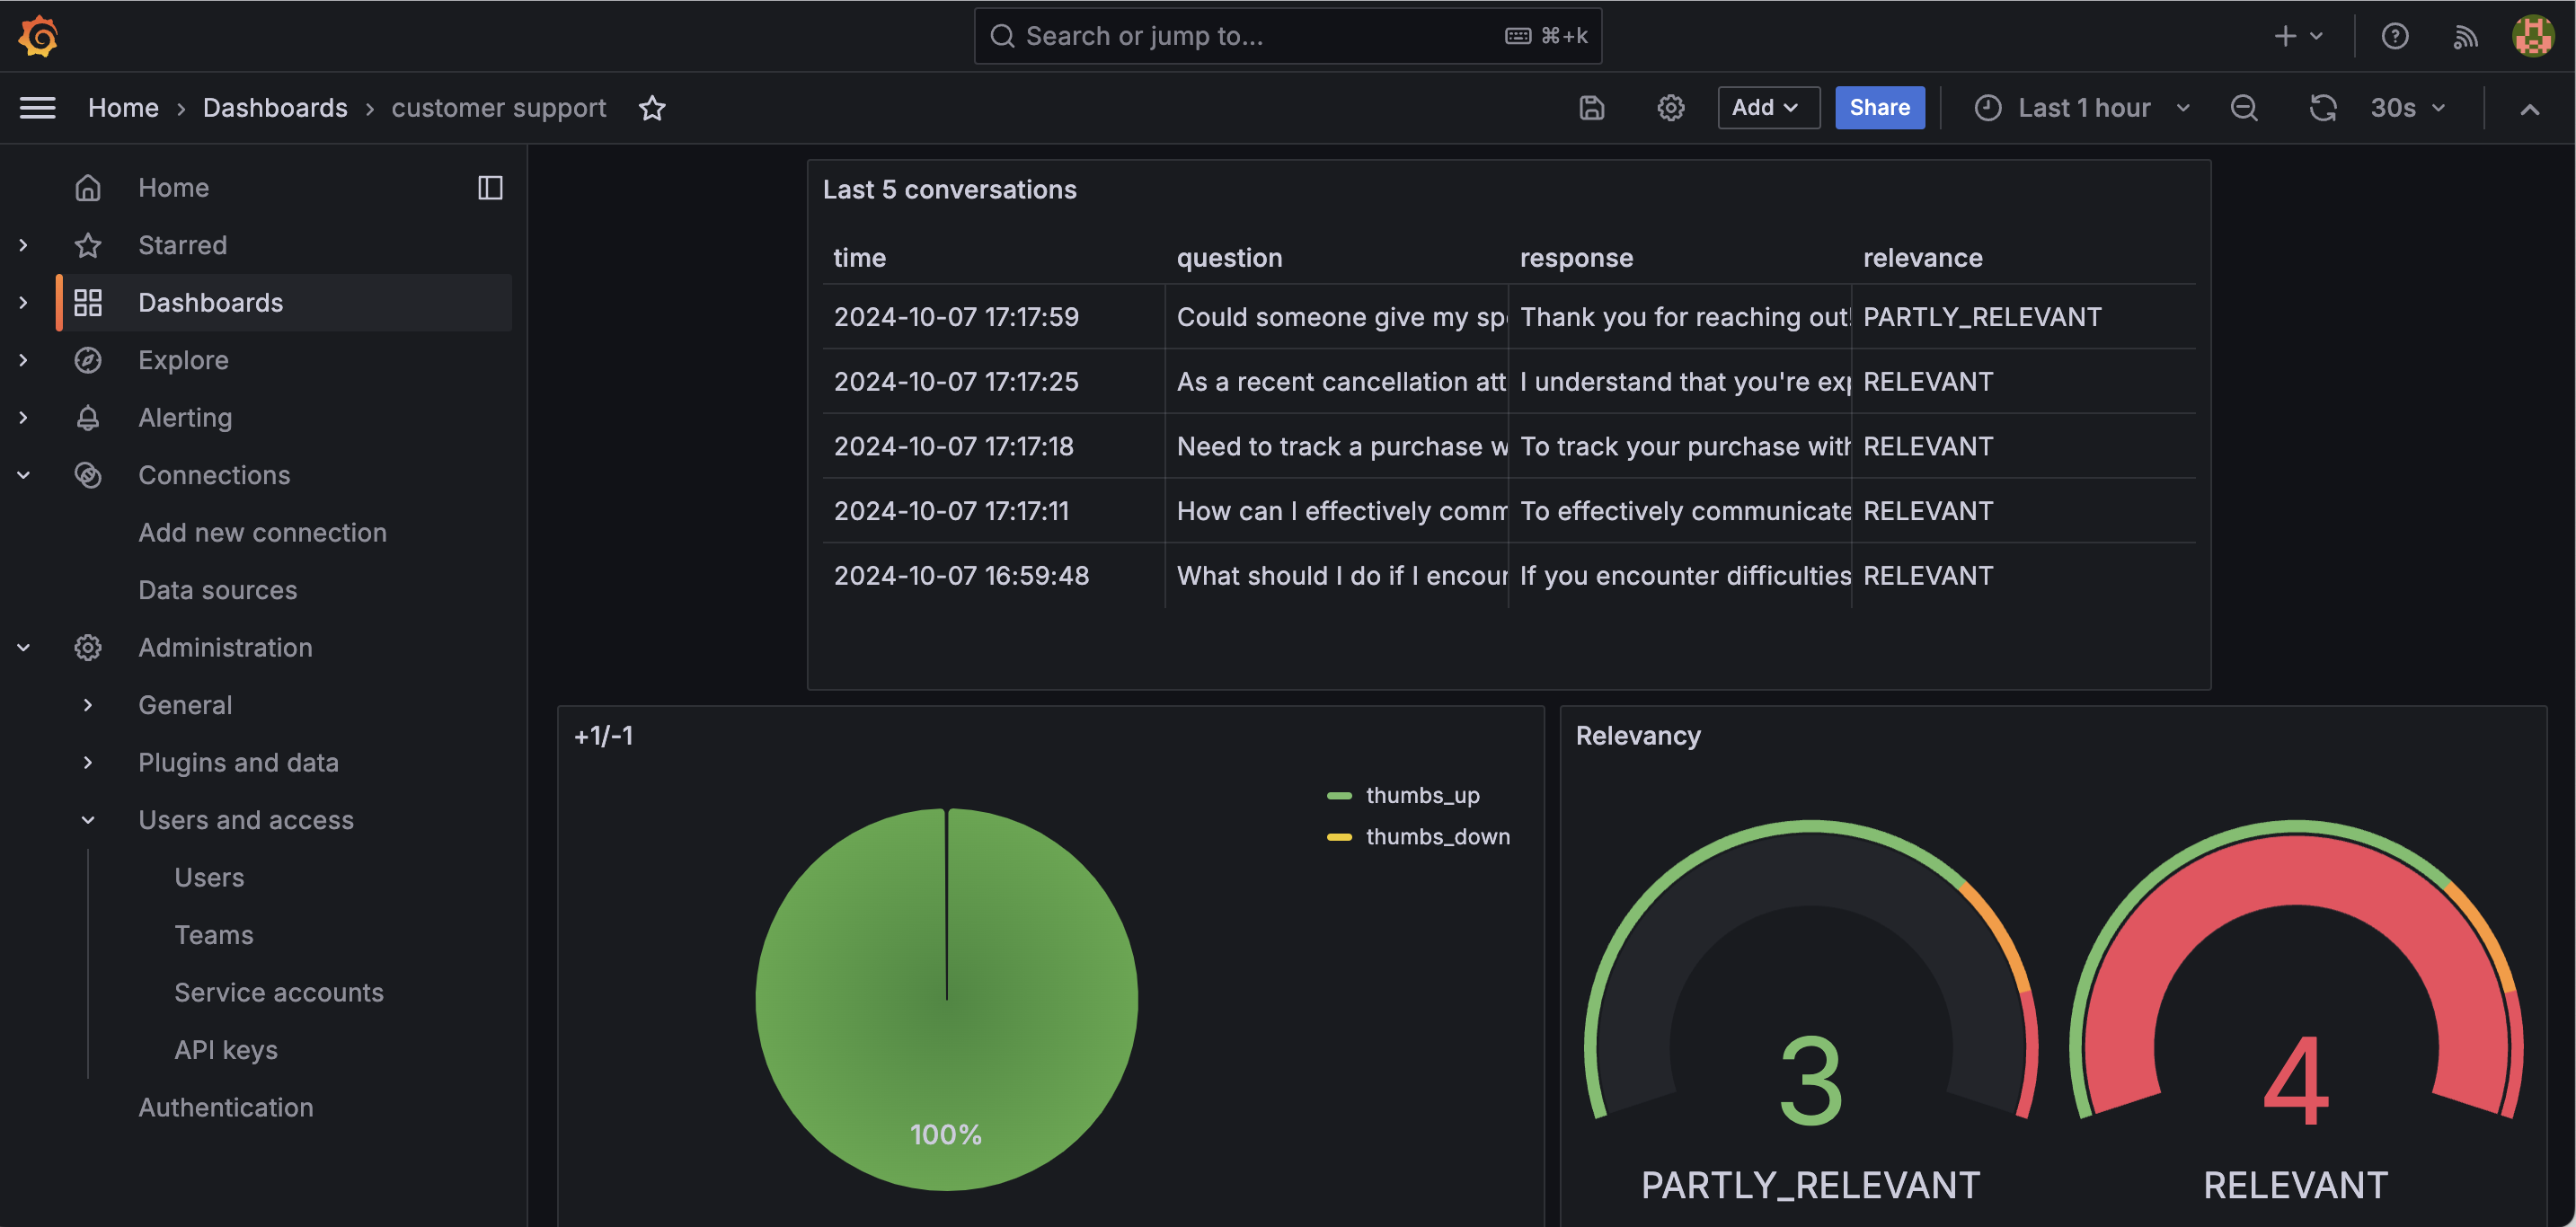 Search or jump to... ⌘+k
Home › Dashboards › customer support Add Share Last 1 hour 30s
Home
Starred
Dashboards
Explore
Alerting
Connections
Add new connection
Data sources
Administration
General
Plugins and data
Users and access
Users
Teams
Service accounts
API keys
Authentication
Last 5 conversations
time question response relevance
2024-10-07 17:17:59 Could someone give my Thank you for reaching out! PARTLY_RELEVANT
2024-10-07 17:17:25 As a recent cancellation att I understand that you're RELEVANT
2024-10-07 17:17:18 Need to track a purchase To track your purchase with RELEVANT
2024-10-07 17:17:11 How can I effectively comm To effectively communicate RELEVANT
2024-10-07 16:59:48 What should I do if I If you encounter difficulties RELEVANT
+1/-1
thumbs_up
thumbs_down
100%
Relevancy
3
PARTLY_RELEVANT
4
RELEVANT